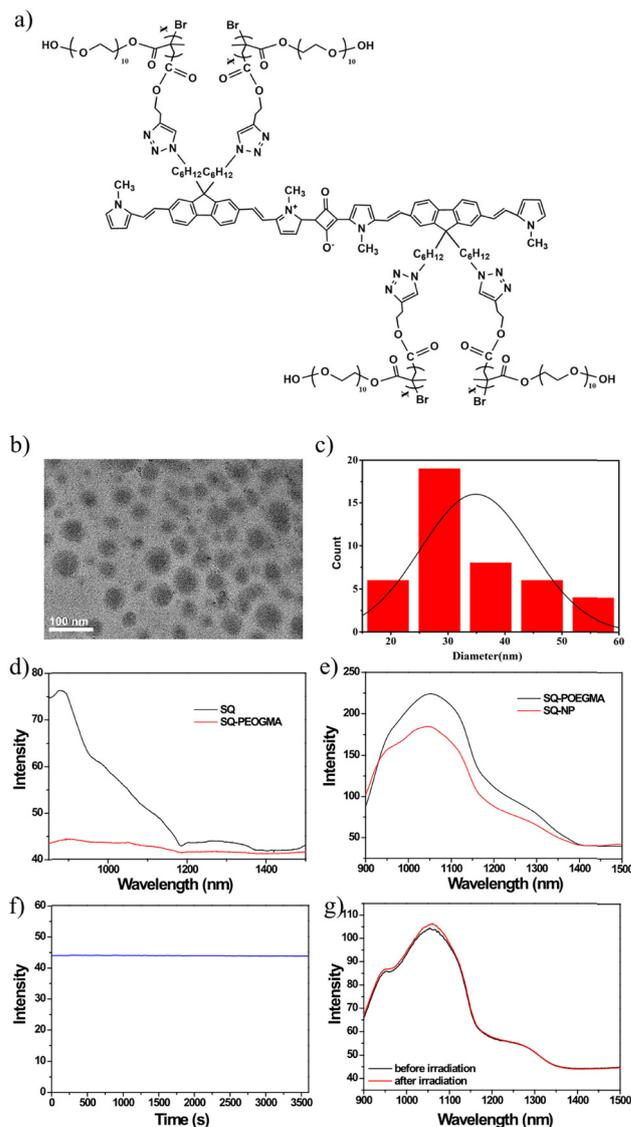 a)
Br Br
HO O 10 O O x x O O O 10 OH
C O C O
O O
N N N N N N
C6H12 C6H12
CH3 CH3 O
N N+ N N
O- CH3 CH3
C6H12 C6H12
N N N N N N
O O
O C C O
HO O 10 O O x Br x Br O O O 10 OH
b)
100 nm
c)
20
15
10
5
0
Count
20 30 40 50 60
Diameter(nm)
d)
80
70
60
50
40
Intensity
SQ
SQ-PEOGMA
1000 1200 1400
Wavelength (nm)
e)
250
200
150
100
50
Intensity
SQ-POEGMA
SQ-NP
900 1000 1100 1200 1300 1400 1500
Wavelength (nm)
f)
60
50
40
30
20
10
0
Intensity
0 500 1000 1500 2000 2500 3000 3500
Time (s)
g)
110
100
90
80
70
60
50
40
Intensity
before irradiation
after irradiation
900 1000 1100 1200 1300 1400 1500
Wavelength (nm)